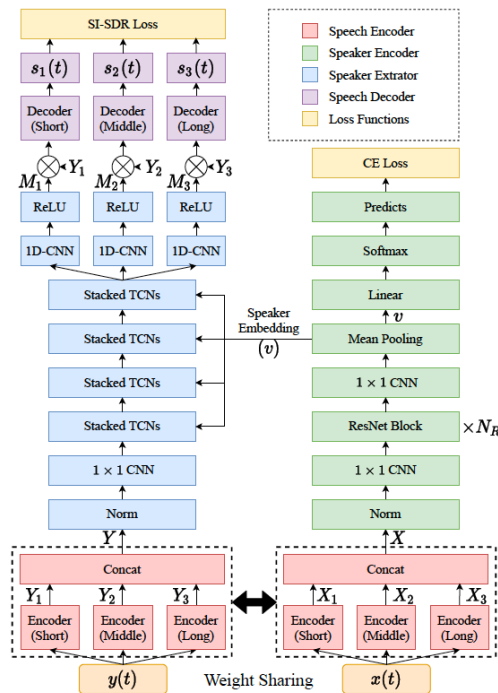 SI-SDR Loss
s₁(t) s₂(t) s₃(t)
Decoder (Short) Decoder (Middle) Decoder (Long)
Y₁ Y₂ Y₃
M₁ M₂ M₃
ReLU ReLU ReLU
1D-CNN 1D-CNN 1D-CNN
Stacked TCNs
Stacked TCNs
Stacked TCNs
Stacked TCNs
1 × 1 CNN
Norm
Y
Concat
Y₁ Y₂ Y₃
Encoder (Short) Encoder (Middle) Encoder (Long)
y(t)
Speech Encoder
Speaker Encoder
Speaker Extrator
Speech Decoder
Loss Functions
CE Loss
Predicts
Softmax
Linear
v
Speaker
Embedding
(v)
Mean Pooling
1 × 1 CNN
ResNet Block ×N_R
1 × 1 CNN
Norm
X
Concat
X₁ X₂ X₃
Encoder (Short) Encoder (Middle) Encoder (Long)
x(t)
Weight Sharing